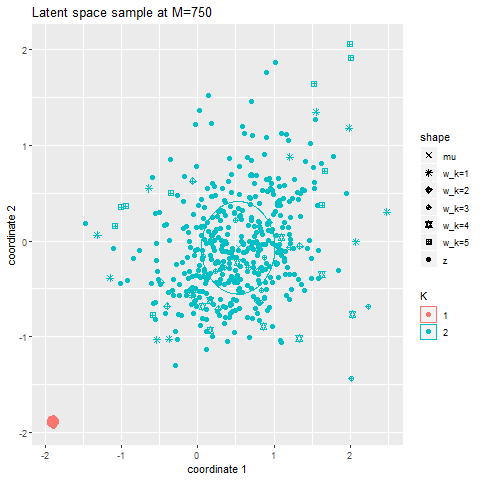 Latent space sample at M=750
2
1
0
-1
-2
coordinate 2
-2
-1
0
1
2
coordinate 1
shape
mu
w_k=1
w_k=2
w_k=3
w_k=4
w_k=5
z
K
1
2